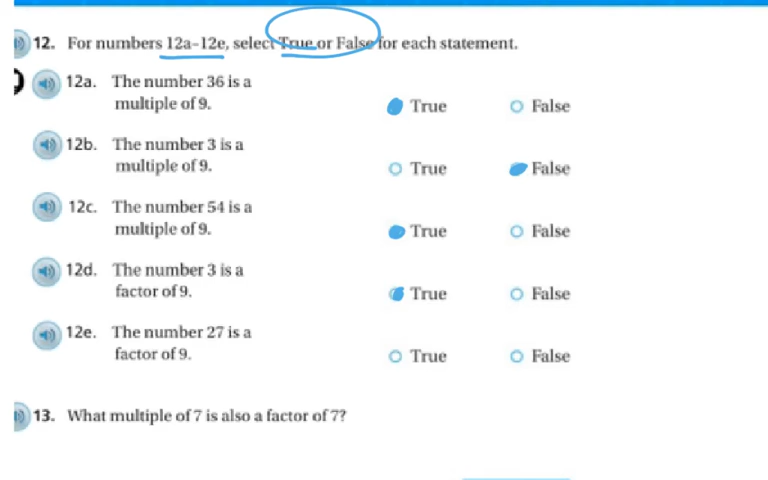 12. For numbers 12a–12e, select True or False for each statement.
12a. The number 36 is a
multiple of 9.
True False
12b. The number 3 is a
multiple of 9.
True False
12c. The number 54 is a
multiple of 9.
True False
12d. The number 3 is a
factor of 9.
True False
12e. The number 27 is a
factor of 9.
True False
13. What multiple of 7 is also a factor of 7?